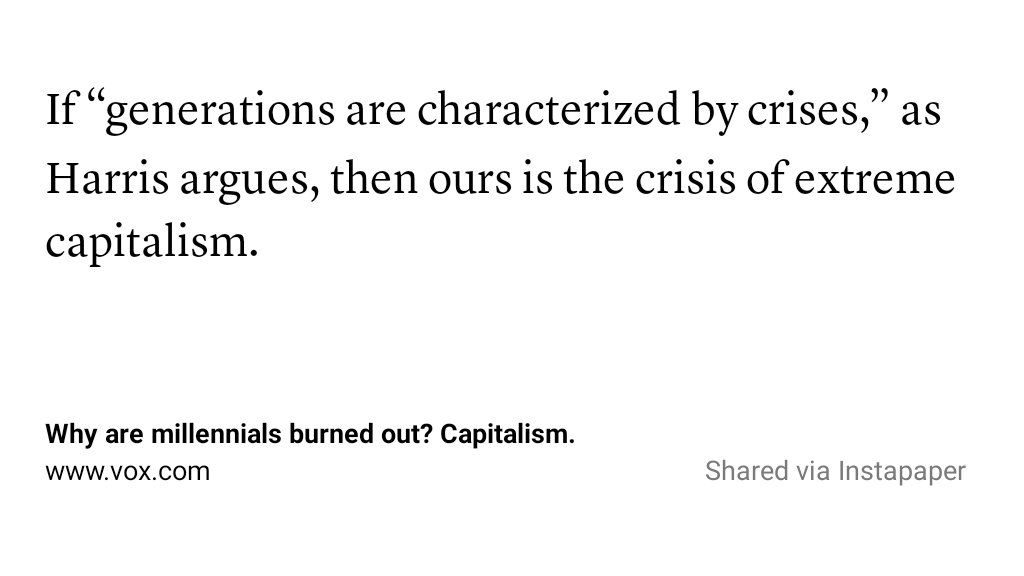 If “generations are characterized by crises,” as
Harris argues, then ours is the crisis of extreme
capitalism.
Why are millennials burned out? Capitalism.
www.vox.com
Shared via Instapaper